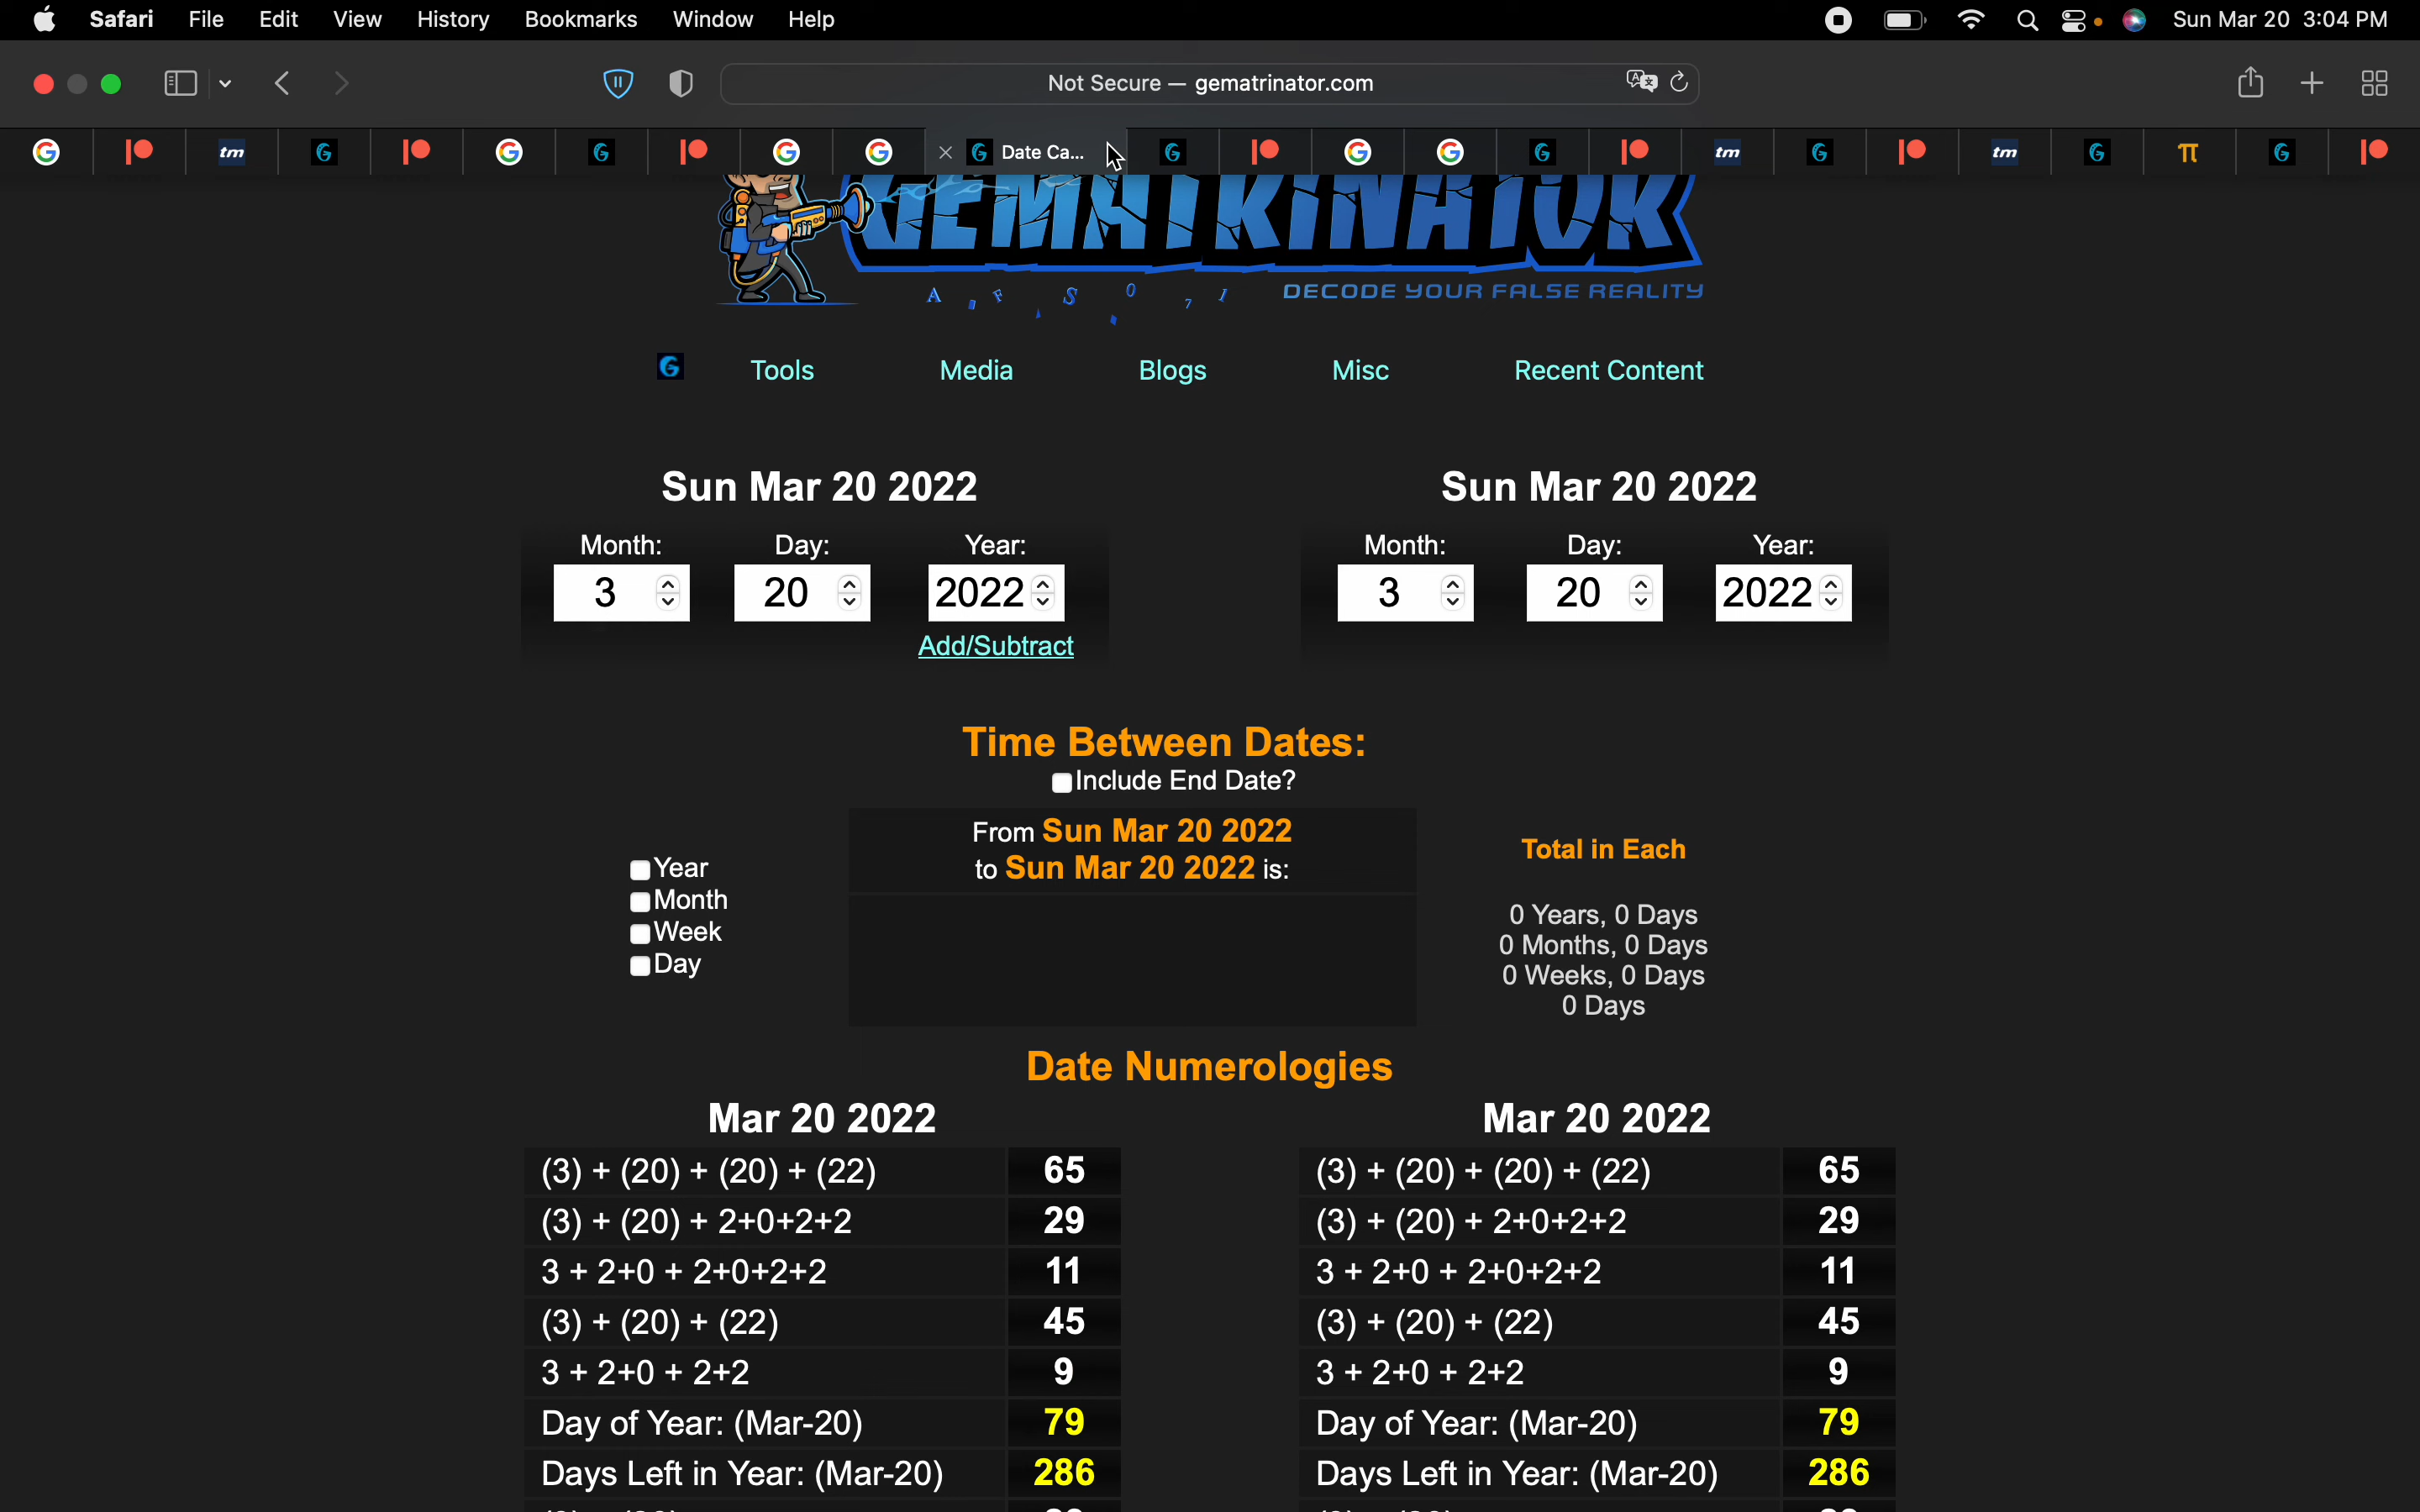 Safari File Edit View History Bookmarks Window Help Sun Mar 20 3:04 PM
Not Secure — gematrinator.com
tm Date Ca... tm tm π
GEMATRINATOR
A F S O 7 I DECODE YOUR FALSE REALITY
Tools Media Blogs Misc Recent Content
Sun Mar 20 2022 Sun Mar 20 2022
Month: Day: Year: Month: Day: Year:
3 20 2022 3 20 2022
Add/Subtract
Time Between Dates:
Include End Date?
From Sun Mar 20 2022
to Sun Mar 20 2022 is:
Year
Month
Week
Day
Total in Each
0 Years, 0 Days
0 Months, 0 Days
0 Weeks, 0 Days
0 Days
Date Numerologies
Mar 20 2022 Mar 20 2022
(3) + (20) + (20) + (22) 65 (3) + (20) + (20) + (22) 65
(3) + (20) + 2+0+2+2 29 (3) + (20) + 2+0+2+2 29
3 + 2+0 + 2+0+2+2 11 3 + 2+0 + 2+0+2+2 11
(3) + (20) + (22) 45 (3) + (20) + (22) 45
3 + 2+0 + 2+2 9 3 + 2+0 + 2+2 9
Day of Year: (Mar-20) 79 Day of Year: (Mar-20) 79
Days Left in Year: (Mar-20) 286 Days Left in Year: (Mar-20) 286